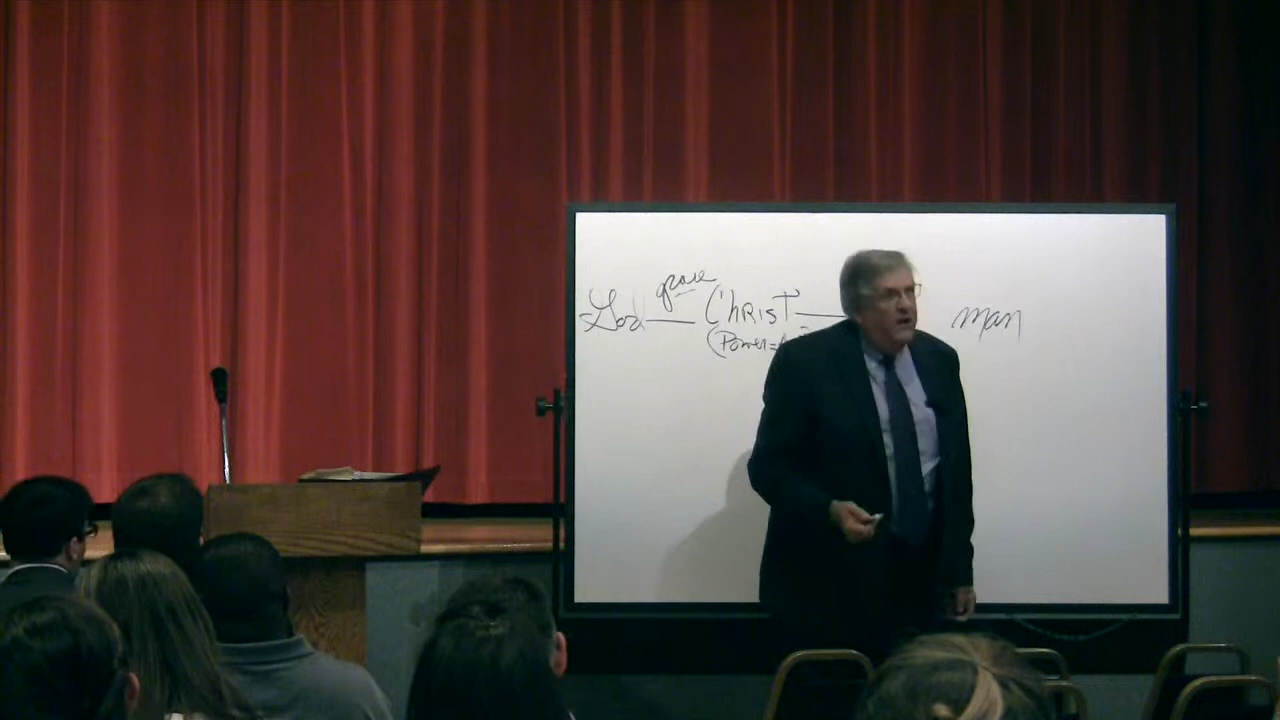 grace
God — Christ — man
(Power=